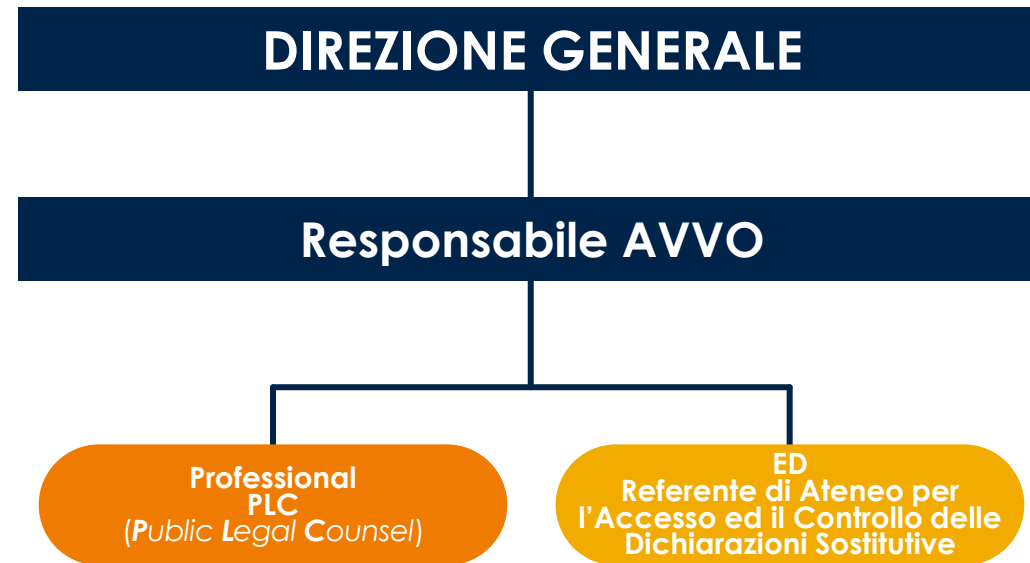 DIREZIONE GENERALE
Responsabile AVVO
Professional
PLC
(Public Legal Counsel)
ED
Referente di Ateneo per
l’Accesso ed il Controllo delle
Dichiarazioni Sostitutive